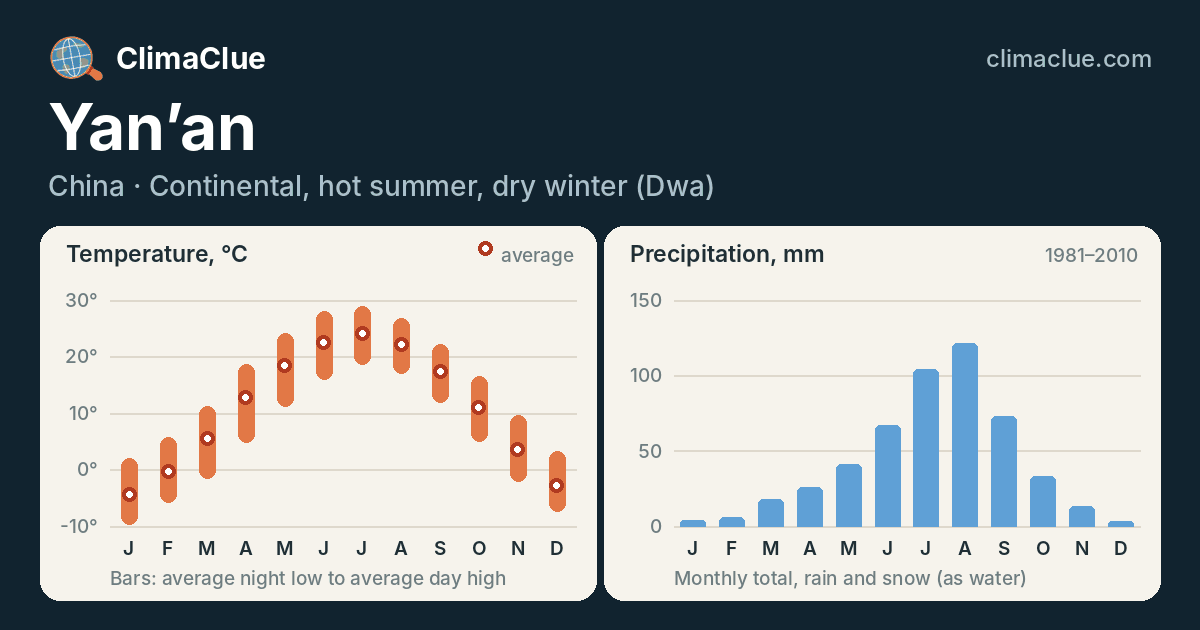 ClimaClue
climaclue.com
Yan’an
China · Continental, hot summer, dry winter (Dwa)
Temperature, °C
average
30°
20°
10°
0°
-10°
J F M A M J J A S O N D
Bars: average night low to average day high
Precipitation, mm
1981–2010
150
100
50
0
J F M A M J J A S O N D
Monthly total, rain and snow (as water)